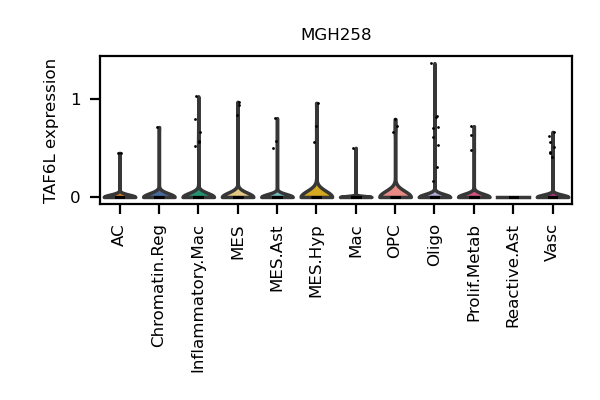 MGH258
TAF6L expression
1
0
AC
Chromatin.Reg
Inflammatory.Mac
MES
MES.Ast
MES.Hyp
Mac
OPC
Oligo
Prolif.Metab
Reactive.Ast
Vasc